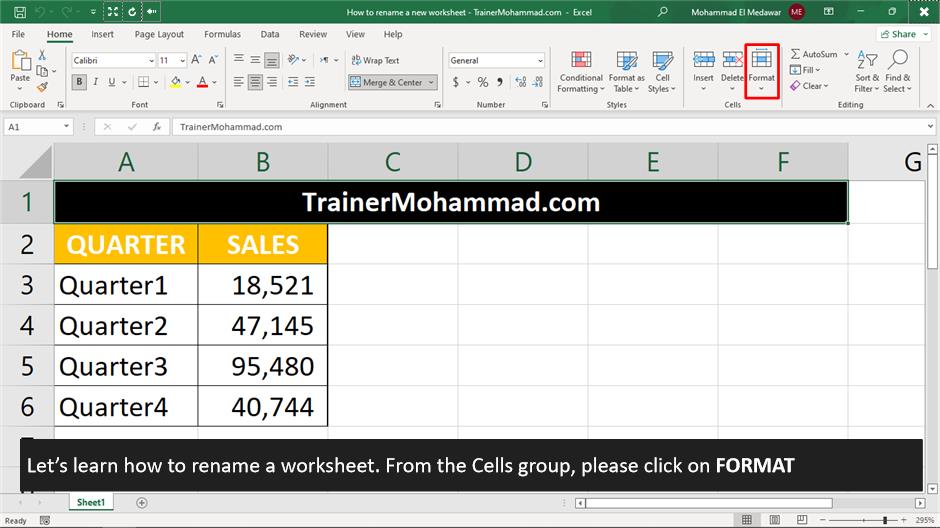 How to rename a new worksheet - TrainerMohammad.com - Excel
Mohammad El Medawar
ME
File Home Insert Page Layout Formulas Data Review View Help
Share
Paste
Clipboard
Calibri 11
B I U
Font
Wrap Text
Merge & Center
Alignment
General
$ % ,
Number
Conditional Formatting
Format as Table
Cell Styles
Styles
Insert Delete Format
Cells
AutoSum
Fill
Clear
Sort & Filter
Find & Select
Editing
A1
fx
TrainerMohammad.com
A B C D E F G
1 TrainerMohammad.com
2 QUARTER SALES
3 Quarter1 18,521
4 Quarter2 47,145
5 Quarter3 95,480
6 Quarter4 40,744
Let’s learn how to rename a worksheet. From the Cells group, please click on FORMAT
Sheet1
Ready
295%